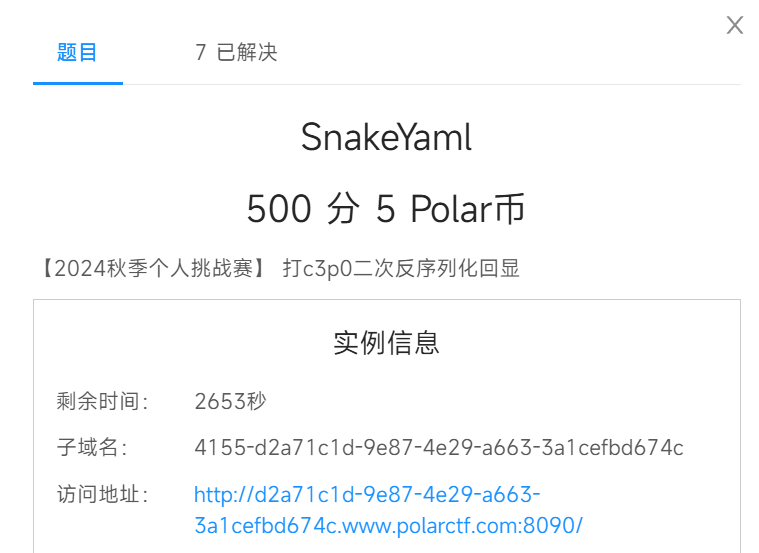 X
题目 7 已解决
SnakeYaml
500 分 5 Polar币
【2024秋季个人挑战赛】 打c3p0二次反序列化回显
实例信息
剩余时间： 2653秒
子域名： 4155-d2a71c1d-9e87-4e29-a663-3a1cefbd674c
访问地址： http://d2a71c1d-9e87-4e29-a663-
3a1cefbd674c.www.polarctf.com:8090/